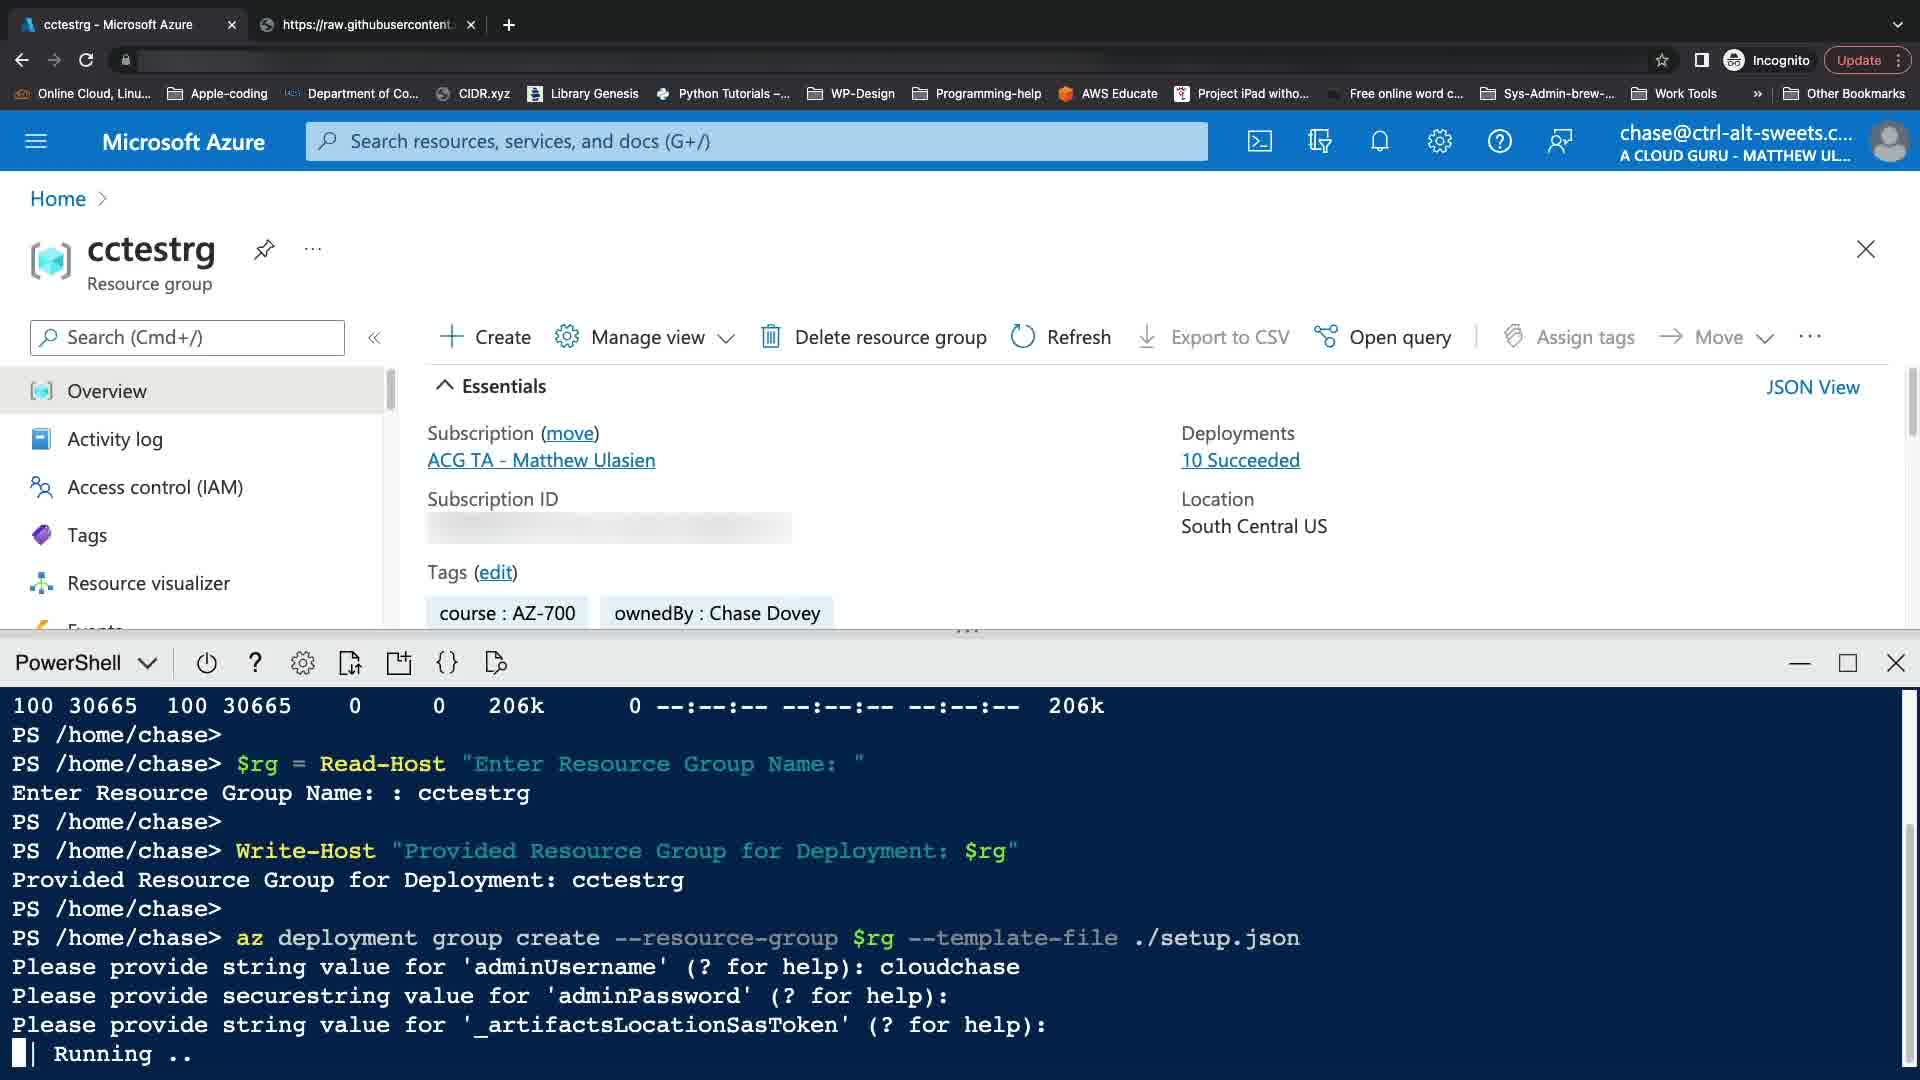 cctestrg - Microsoft Azure
https://raw.githubusercontent.
Incognito
Update
Online Cloud, Linu...
Apple-coding
Department of Co...
CIDR.xyz
Library Genesis
Python Tutorials –...
WP-Design
Programming-help
AWS Educate
Project iPad witho...
Free online word c...
Sys-Admin-brew-...
Work Tools
»
Other Bookmarks
Microsoft Azure
Search resources, services, and docs (G+/)
chase@ctrl-alt-sweets.c...
A CLOUD GURU - MATTHEW UL...
Home >
cctestrg
Resource group
Search (Cmd+/)
«
Create
Manage view
Delete resource group
Refresh
Export to CSV
Open query
Assign tags
Move
Overview
Activity log
Access control (IAM)
Tags
Resource visualizer
Events
Essentials
JSON View
Subscription (move)
ACG TA - Matthew Ulasien
Subscription ID
Deployments
10 Succeeded
Location
South Central US
Tags (edit)
course : AZ-700
ownedBy : Chase Dovey
PowerShell
100 30665 100 30665 0 0 206k 0 --:--:-- --:--:-- --:--:-- 206k
PS /home/chase>
PS /home/chase> $rg = Read-Host "Enter Resource Group Name: "
Enter Resource Group Name: : cctestrg
PS /home/chase>
PS /home/chase> Write-Host "Provided Resource Group for Deployment: $rg"
Provided Resource Group for Deployment: cctestrg
PS /home/chase>
PS /home/chase> az deployment group create --resource-group $rg --template-file ./setup.json
Please provide string value for 'adminUsername' (? for help): cloudchase
Please provide securestring value for 'adminPassword' (? for help):
Please provide string value for '_artifactsLocationSasToken' (? for help):
| Running ..